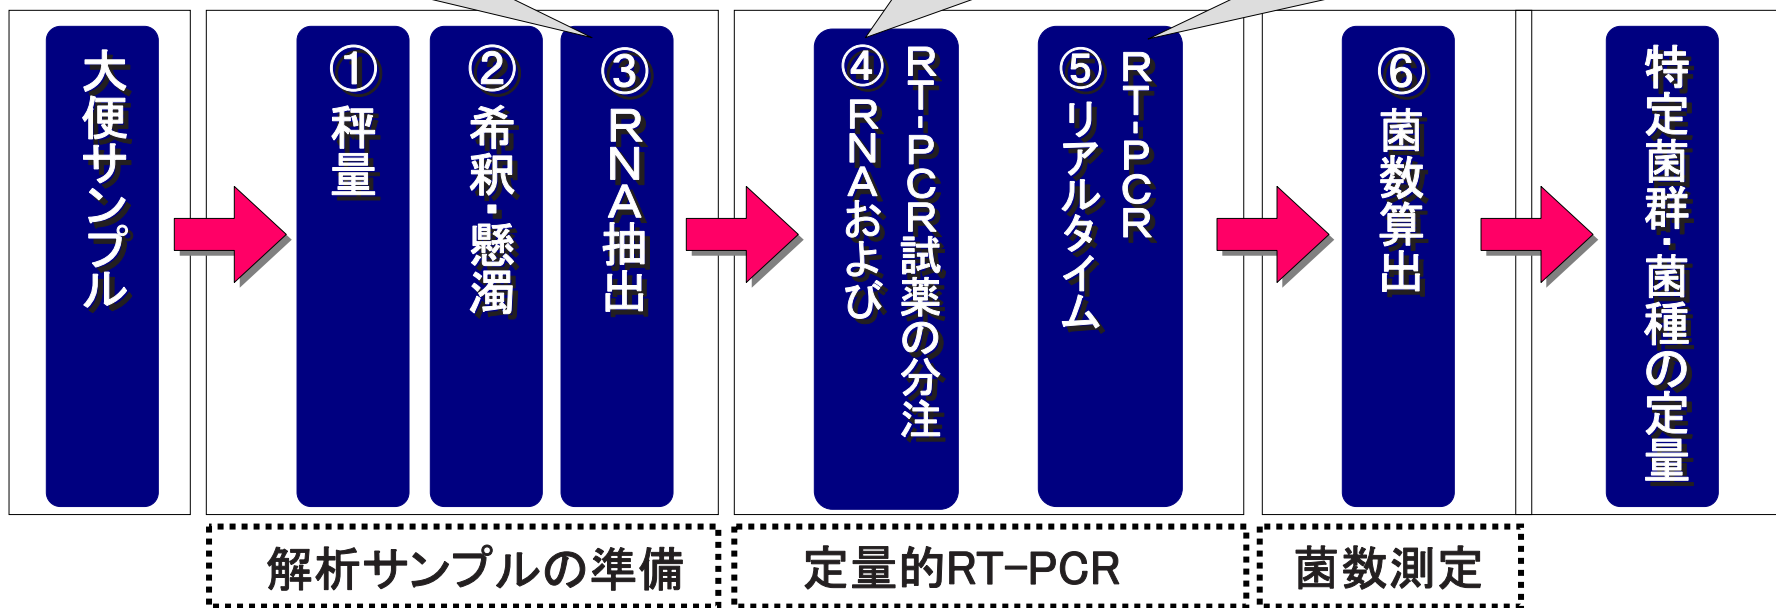 大便サンプル
①秤量
②希釈・懸濁
③RNA抽出
④RNAおよび
RT-PCR試薬の分注
⑤リアルタイム
RT-PCR
⑥菌数算出
特定菌群・菌種の定量
解析サンプルの準備
定量的RT-PCR
菌数測定